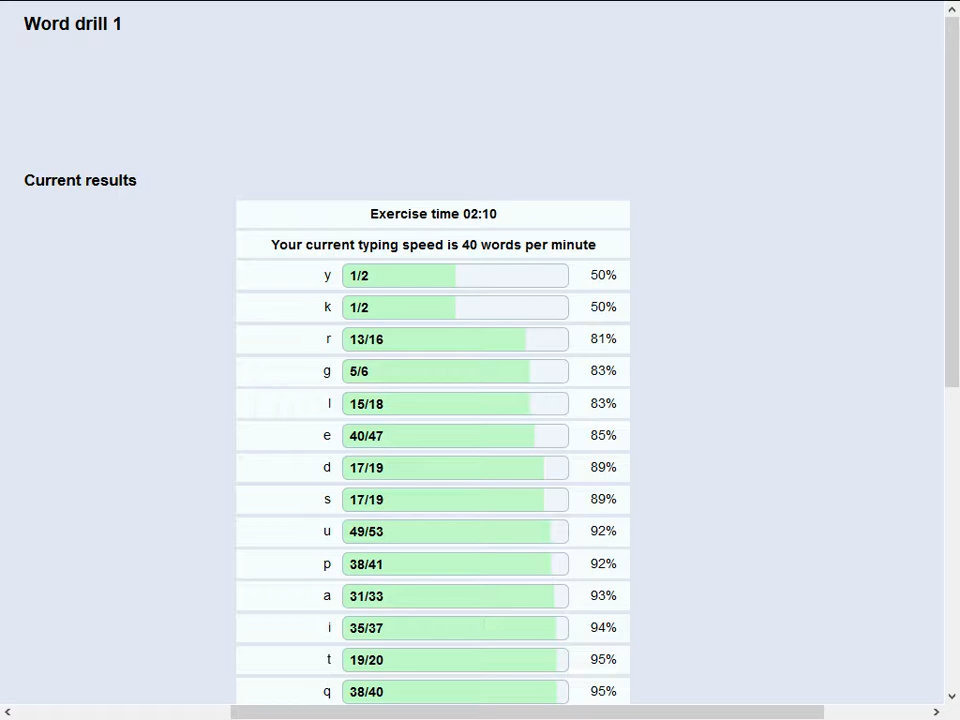 Word drill 1
Current results
Exercise time 02:10
Your current typing speed is 40 words per minute
y 1/2 50%
k 1/2 50%
r 13/16 81%
g 5/6 83%
l 15/18 83%
e 40/47 85%
d 17/19 89%
s 17/19 89%
u 49/53 92%
p 38/41 92%
a 31/33 93%
i 35/37 94%
t 19/20 95%
q 38/40 95%